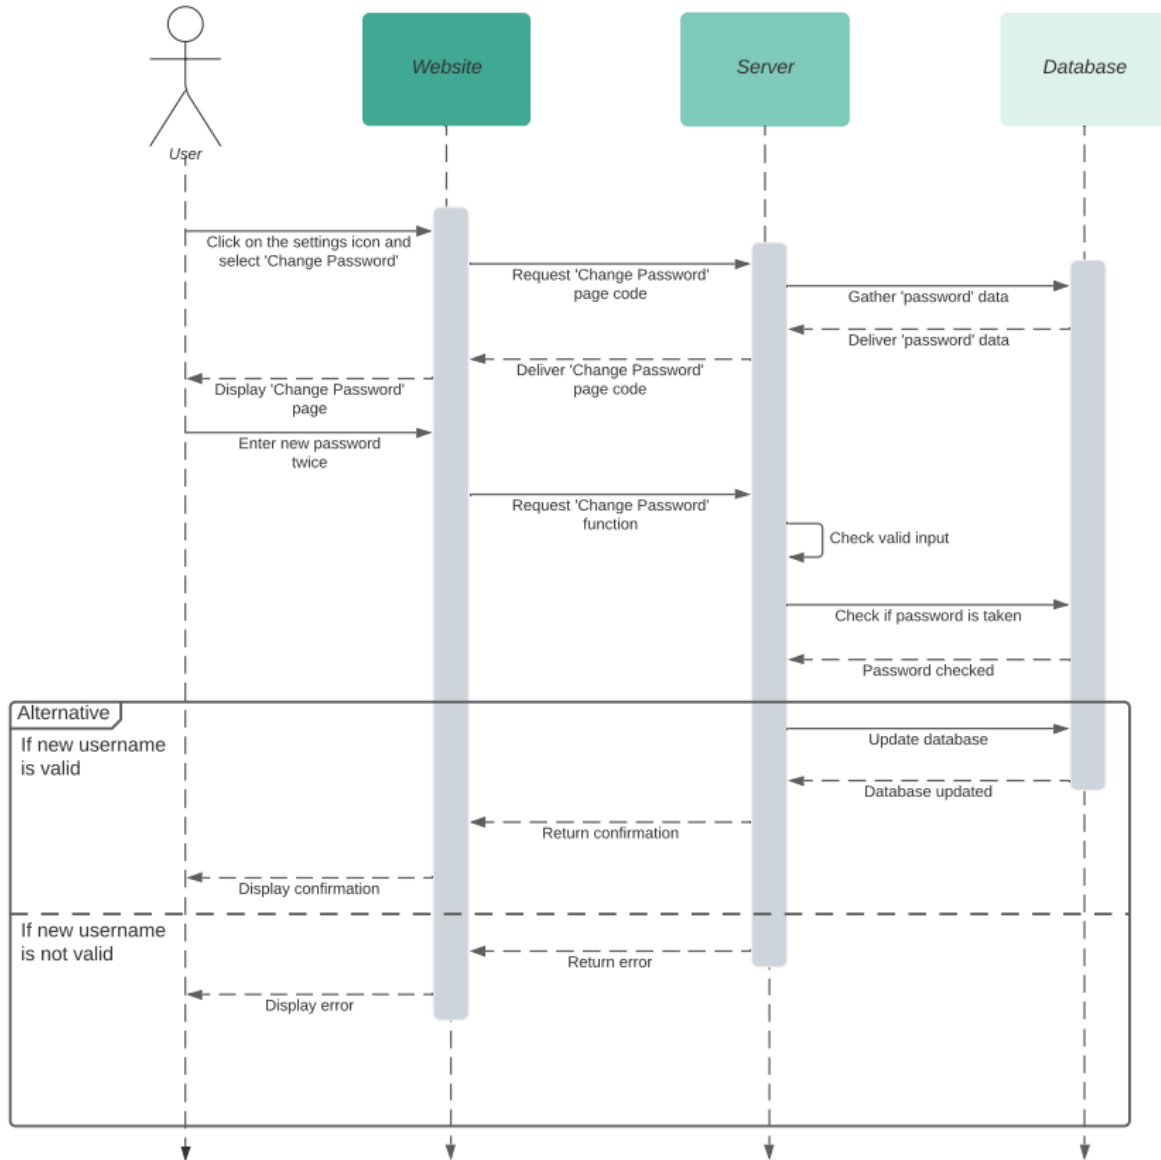 Website
Server
Database
User
Click on the settings icon and
select 'Change Password'
Request 'Change Password'
page code
Gather 'password' data
Deliver 'password' data
Deliver 'Change Password'
page code
Display 'Change Password'
page
Enter new password
twice
Request 'Change Password'
function
Check valid input
Check if password is taken
Password checked
Alternative
If new username
is valid
Update database
Database updated
Return confirmation
Display confirmation
If new username
is not valid
Return error
Display error